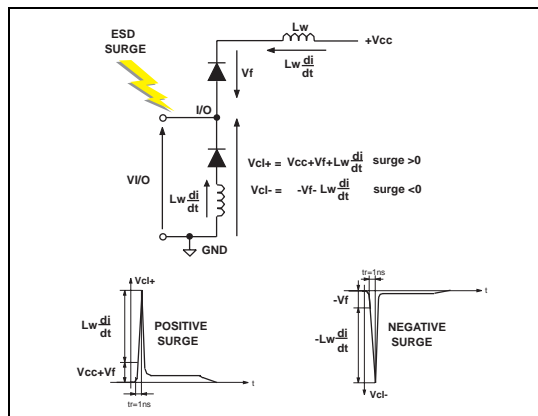 ESD
SURGE
Lw
+Vcc
Lw di/dt
Vf
I/O
VI/O
Lw di/dt
Vcl+ = Vcc+Vf+Lw di/dt surge >0
Vcl- = -Vf- Lw di/dt surge <0
GND
Vcl+
Lw di/dt
POSITIVE
SURGE
Vcc+Vf
t
tr=1ns
tr=1ns
t
-Vf
-Lw di/dt
NEGATIVE
SURGE
Vcl-